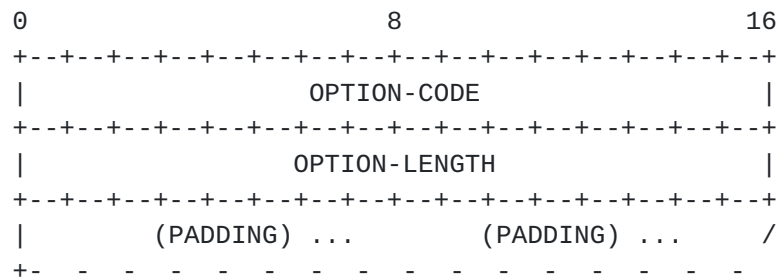 0                       8                      16
+--+--+--+--+--+--+--+--+--+--+--+--+--+--+--+--+
|                  OPTION-CODE                  |
+--+--+--+--+--+--+--+--+--+--+--+--+--+--+--+--+
|                 OPTION-LENGTH                 |
+--+--+--+--+--+--+--+--+--+--+--+--+--+--+--+--+
|        (PADDING) ...        (PADDING) ...     /
+-  -  -  -  -  -  -  -  -  -  -  -  -  -  -  -